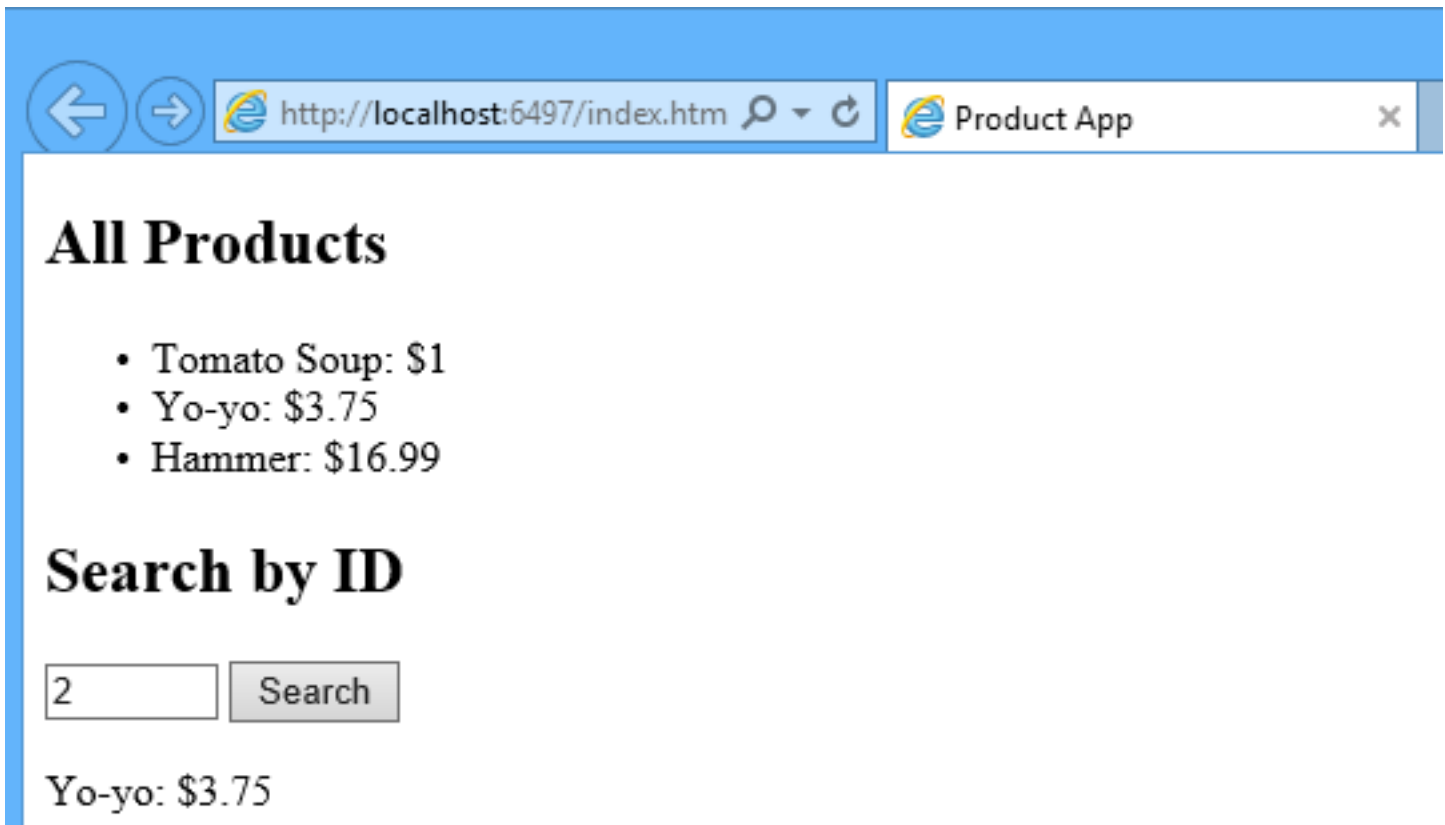 http://localhost:6497/index.htm
Product App
All Products
• Tomato Soup: $1
• Yo-yo: $3.75
• Hammer: $16.99
Search by ID
2 Search
Yo-yo: $3.75